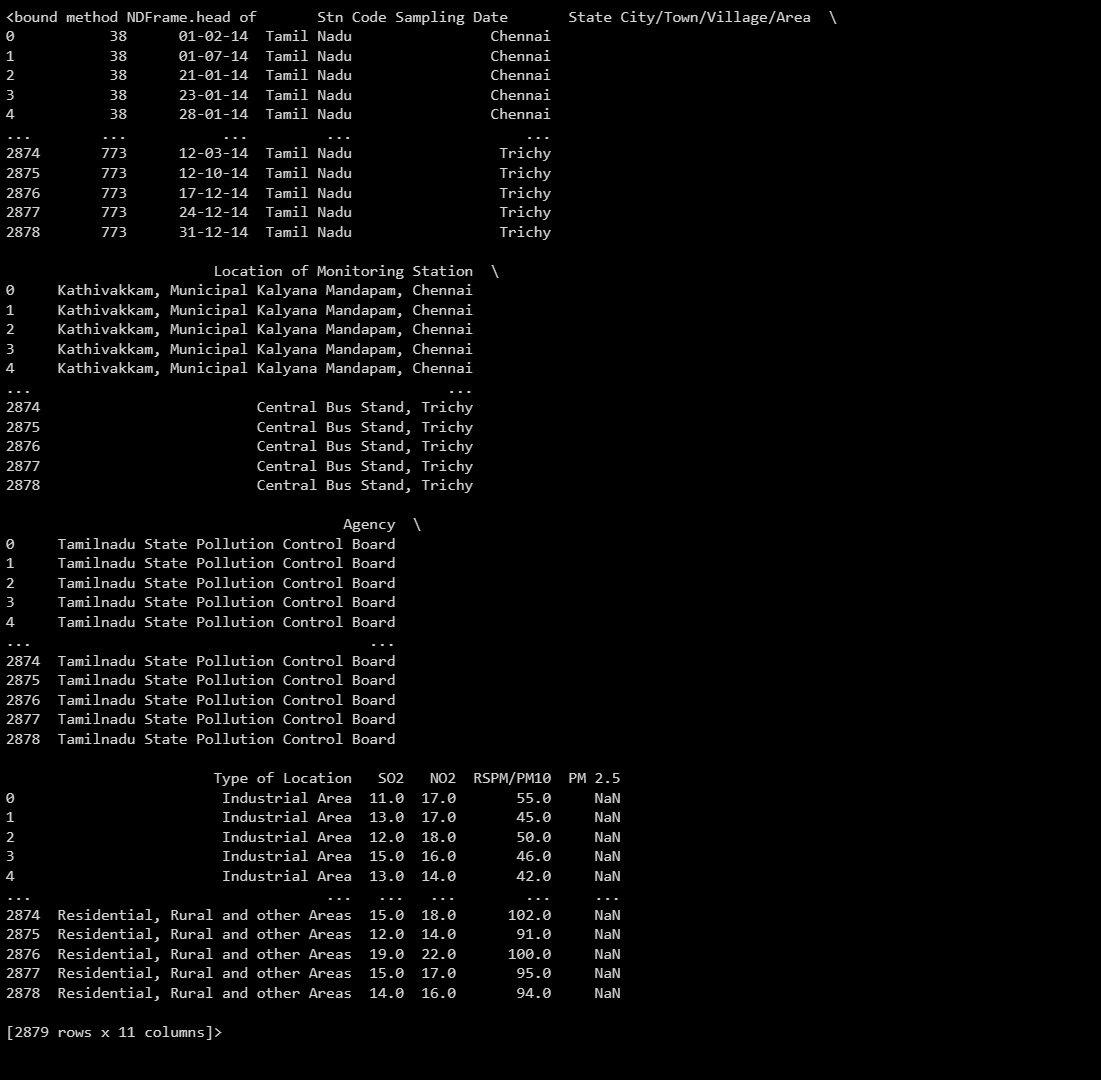 <bound method NDFrame.head of       Stn Code Sampling Date       State City/Town/Village/Area  \
0           38      01-02-14  Tamil Nadu                Chennai
1           38      01-07-14  Tamil Nadu                Chennai
2           38      21-01-14  Tamil Nadu                Chennai
3           38      23-01-14  Tamil Nadu                Chennai
4           38      28-01-14  Tamil Nadu                Chennai
...        ...           ...         ...                    ...
2874       773      12-03-14  Tamil Nadu                 Trichy
2875       773      12-10-14  Tamil Nadu                 Trichy
2876       773      17-12-14  Tamil Nadu                 Trichy
2877       773      24-12-14  Tamil Nadu                 Trichy
2878       773      31-12-14  Tamil Nadu                 Trichy

                        Location of Monitoring Station  \
0     Kathivakkam, Municipal Kalyana Mandapam, Chennai
1     Kathivakkam, Municipal Kalyana Mandapam, Chennai
2     Kathivakkam, Municipal Kalyana Mandapam, Chennai
3     Kathivakkam, Municipal Kalyana Mandapam, Chennai
4     Kathivakkam, Municipal Kalyana Mandapam, Chennai
...                                                ...
2874                         Central Bus Stand, Trichy
2875                         Central Bus Stand, Trichy
2876                         Central Bus Stand, Trichy
2877                         Central Bus Stand, Trichy
2878                         Central Bus Stand, Trichy

                                       Agency  \
0     Tamilnadu State Pollution Control Board
1     Tamilnadu State Pollution Control Board
2     Tamilnadu State Pollution Control Board
3     Tamilnadu State Pollution Control Board
4     Tamilnadu State Pollution Control Board
...                                       ...
2874  Tamilnadu State Pollution Control Board
2875  Tamilnadu State Pollution Control Board
2876  Tamilnadu State Pollution Control Board
2877  Tamilnadu State Pollution Control Board
2878  Tamilnadu State Pollution Control Board

                        Type of Location   SO2   NO2  RSPM/PM10  PM 2.5
0                        Industrial Area  11.0  17.0       55.0     NaN
1                        Industrial Area  13.0  17.0       45.0     NaN
2                        Industrial Area  12.0  18.0       50.0     NaN
3                        Industrial Area  15.0  16.0       46.0     NaN
4                        Industrial Area  13.0  14.0       42.0     NaN
...                                  ...   ...   ...        ...     ...
2874  Residential, Rural and other Areas  15.0  18.0      102.0     NaN
2875  Residential, Rural and other Areas  12.0  14.0       91.0     NaN
2876  Residential, Rural and other Areas  19.0  22.0      100.0     NaN
2877  Residential, Rural and other Areas  15.0  17.0       95.0     NaN
2878  Residential, Rural and other Areas  14.0  16.0       94.0     NaN

[2879 rows x 11 columns]>